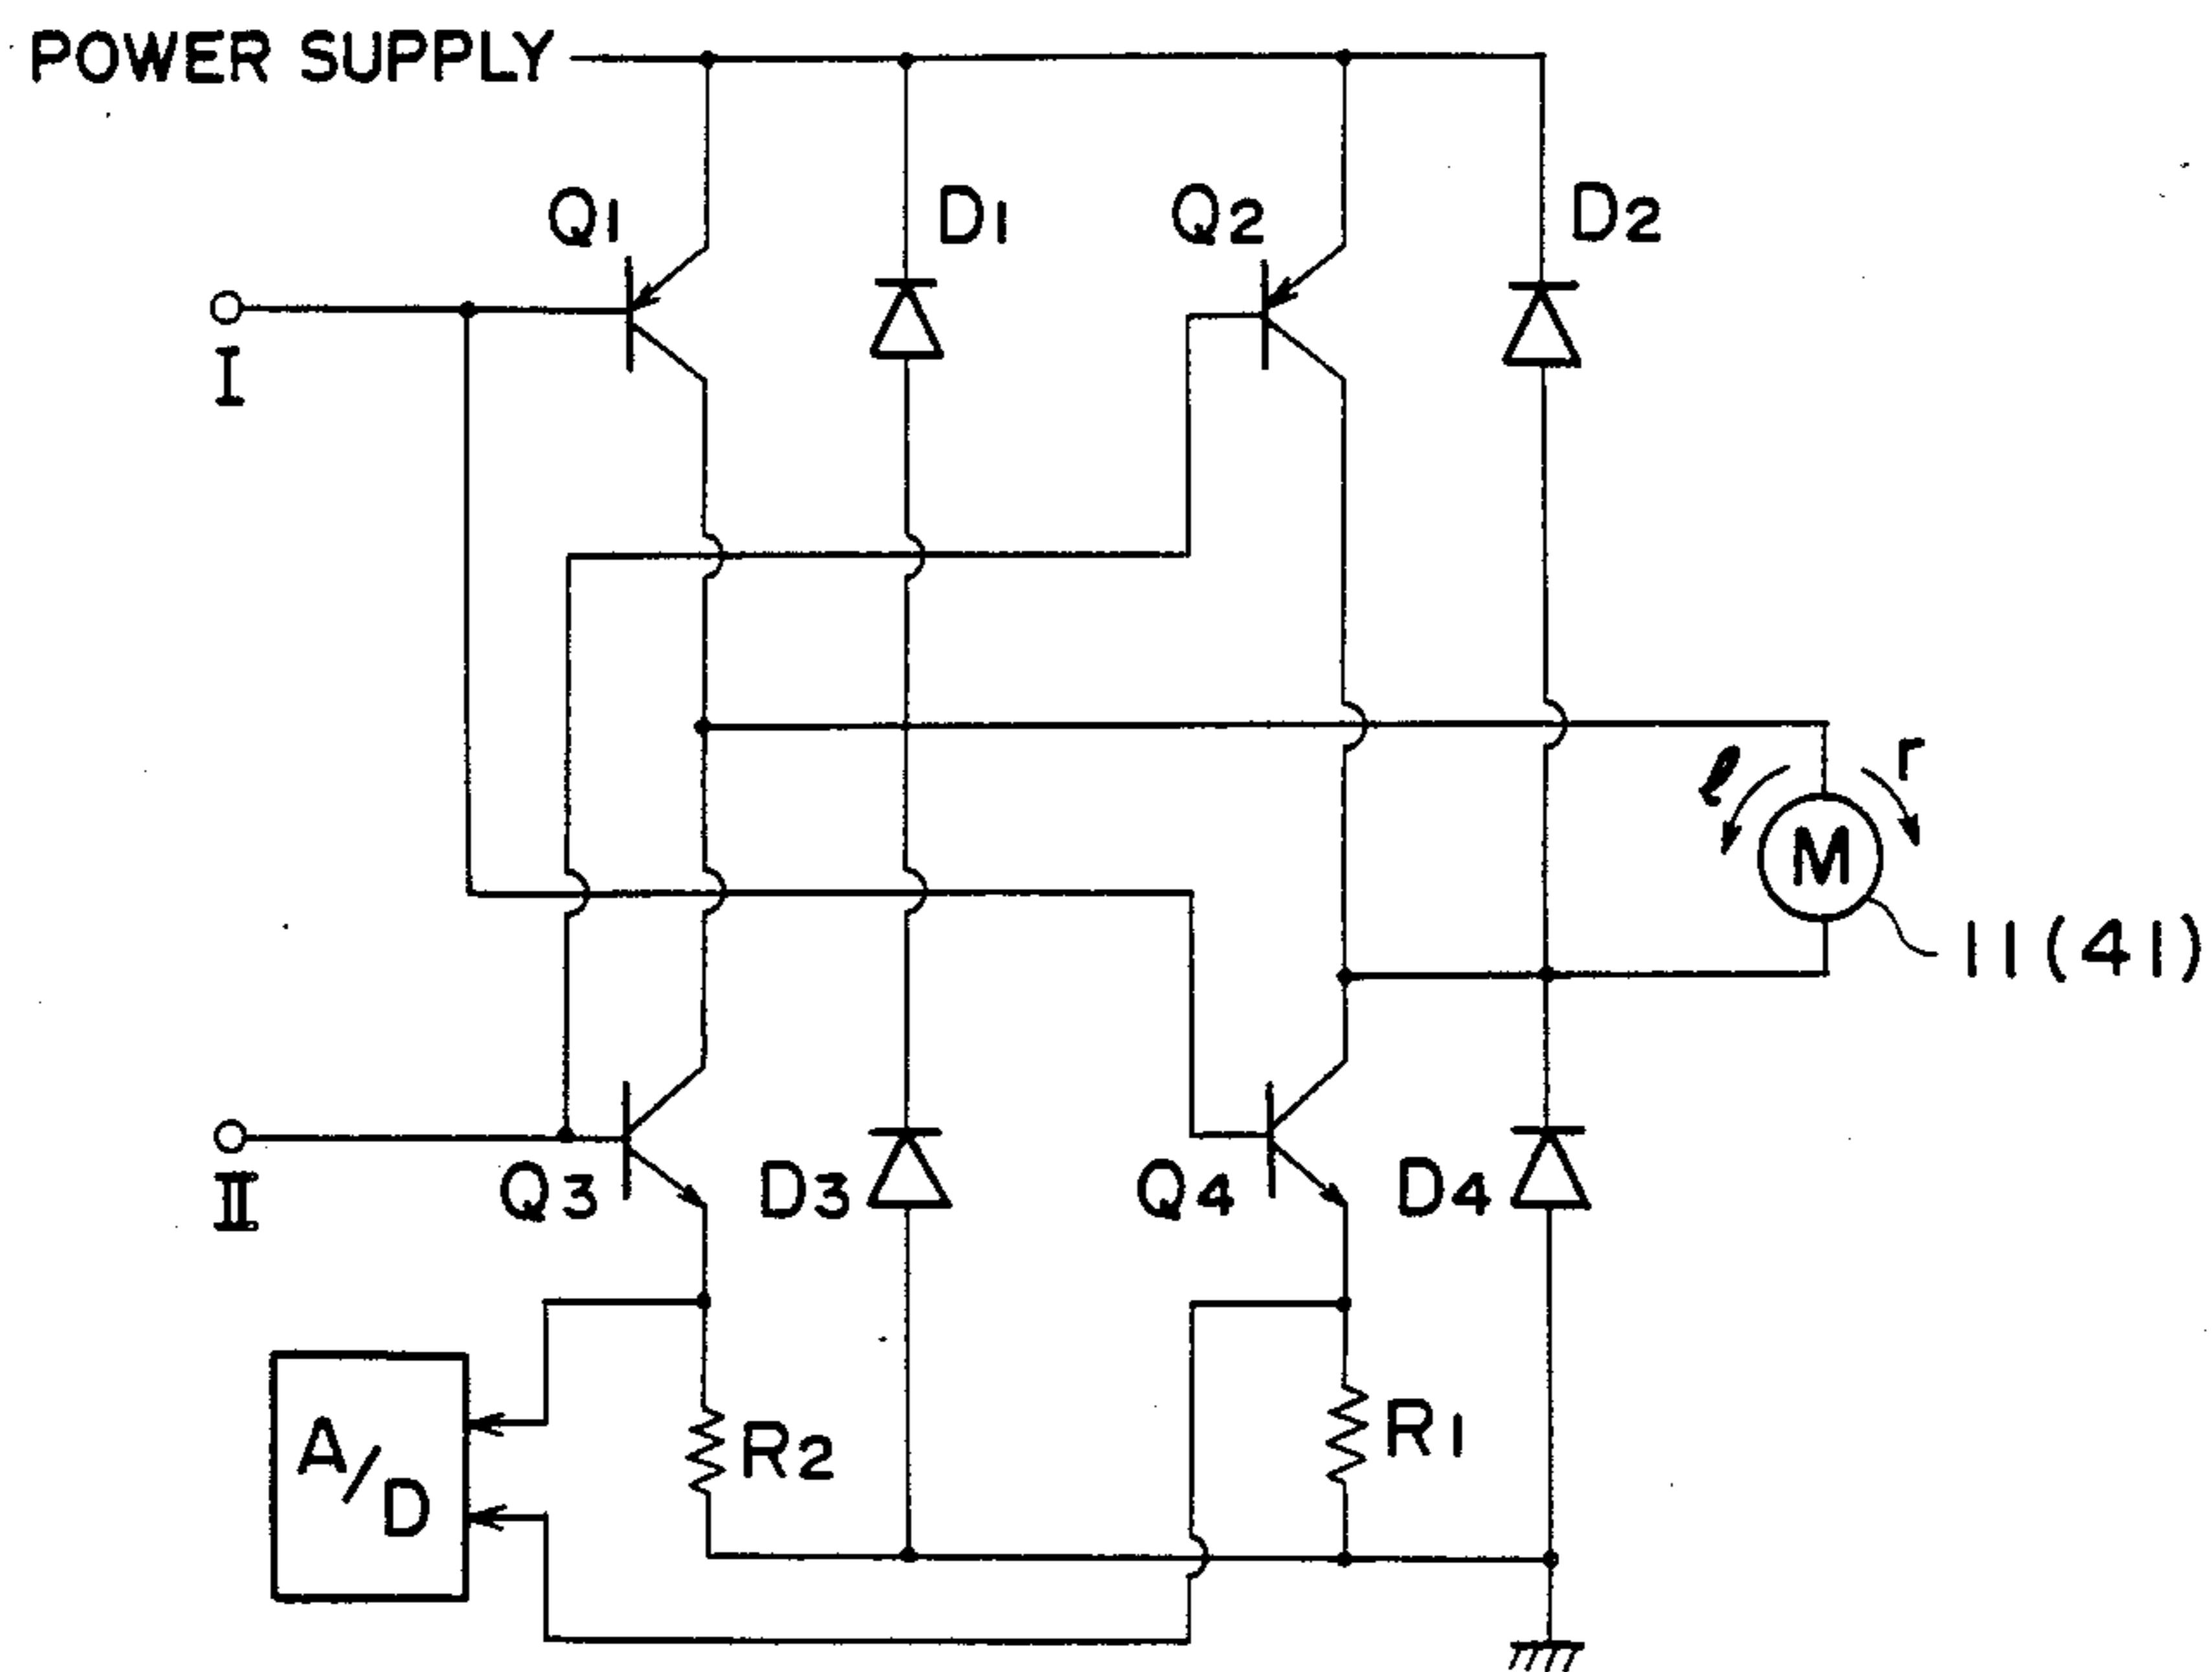 POWER SUPPLY
Q1
D1
Q2
D2
I
ℓ
r
M
11(41)
II
Q3
D3
Q4
D4
A/D
R2
R1